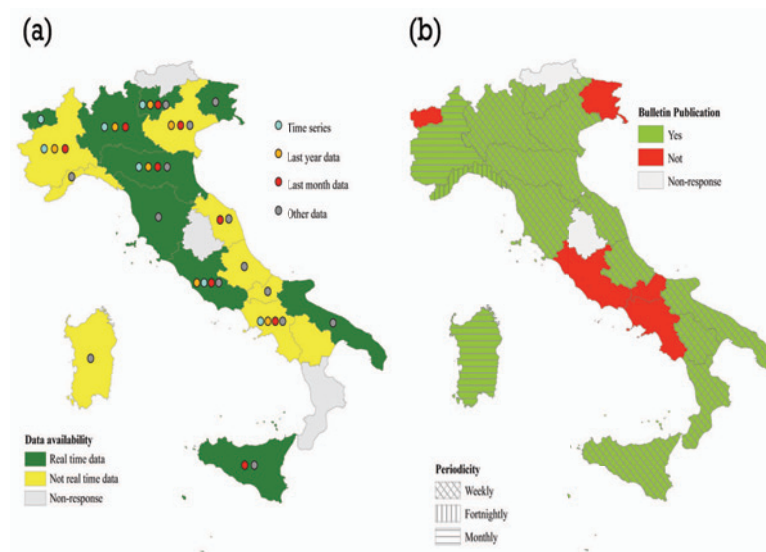 (a)
Time series
Last year data
Last month data
Other data
Data availability
Real time data
Not real time data
Non-response
(b)
Bulletin Publication
Yes
Not
Non-response
Periodicity
Weekly
Fortnightly
Monthly